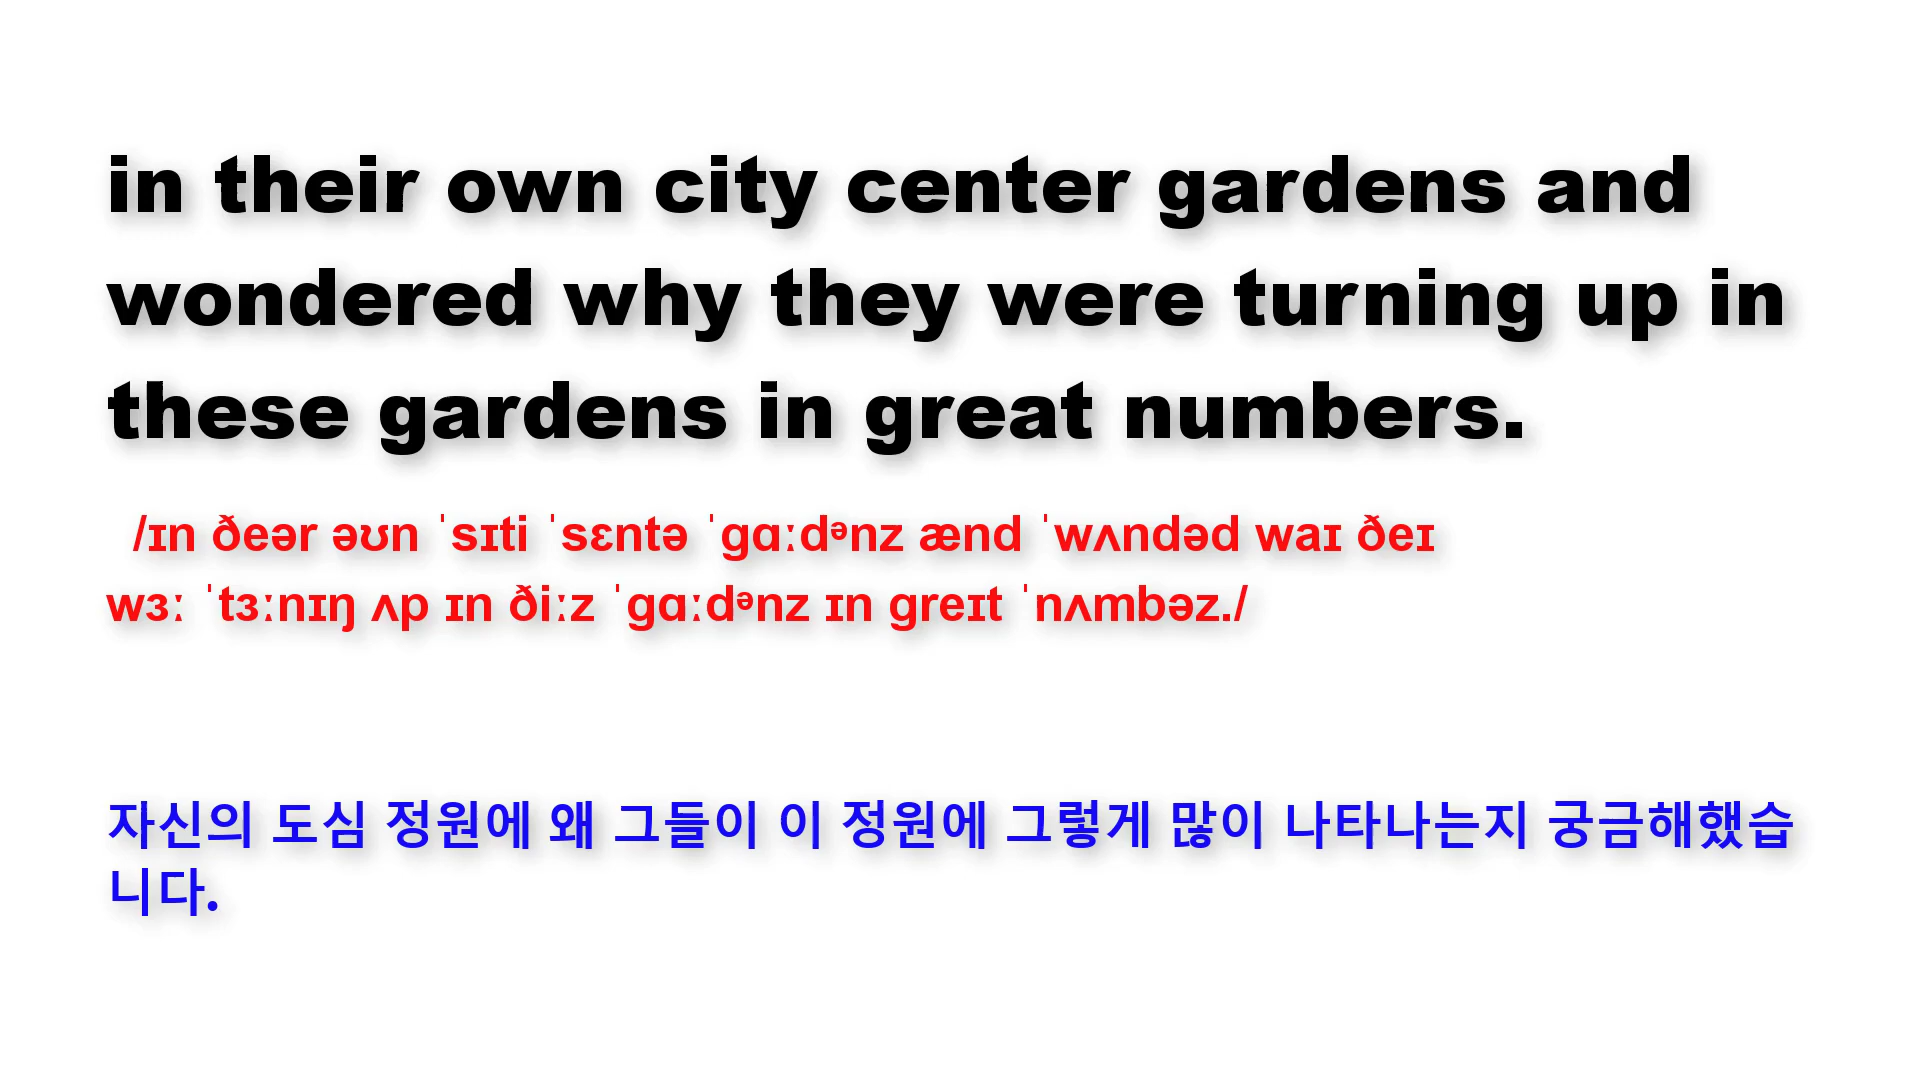 in their own city center gardens and
wondered why they were turning up in
these gardens in great numbers.
/ɪn ðeər əʊn ˈsɪti ˈsɛntə ˈɡɑːdᵊnz ænd ˈwʌndəd waɪ ðeɪ
wɜː ˈtɜːnɪŋ ʌp ɪn ðiːz ˈɡɑːdᵊnz ɪn ɡreɪt ˈnʌmbəz./
자신의 도심 정원에 왜 그들이 이 정원에 그렇게 많이 나타나는지 궁금해했습
니다.